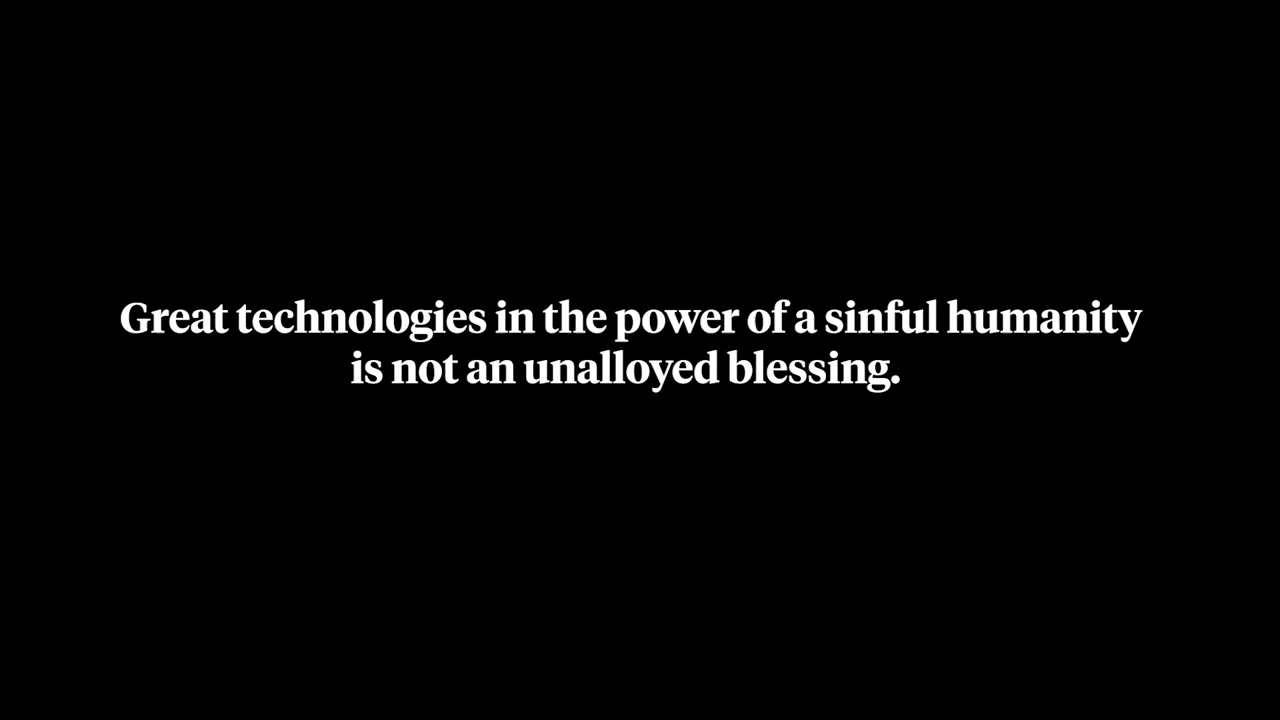 Great technologies in the power of a sinful humanity
is not an unalloyed blessing.